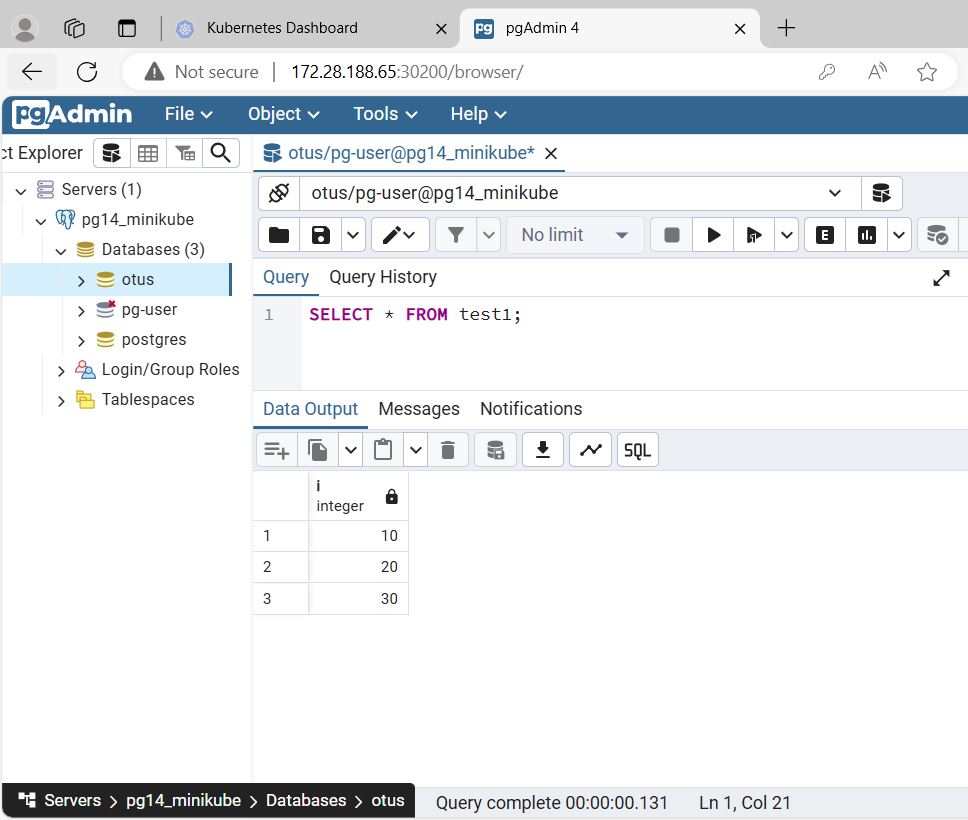 Kubernetes Dashboard
pg pgAdmin 4
Not secure 172.28.188.65:30200/browser/
pgAdmin File Object Tools Help
ct Explorer
otus/pg-user@pg14_minikube*
Servers (1)
otus/pg-user@pg14_minikube
pg14_minikube
Databases (3)
No limit
E
otus
Query Query History
pg-user
1 SELECT * FROM test1;
postgres
Login/Group Roles
Tablespaces
Data Output Messages Notifications
SQL
i
integer
1 10
2 20
3 30
Servers pg14_minikube Databases otus
Query complete 00:00:00.131 Ln 1, Col 21